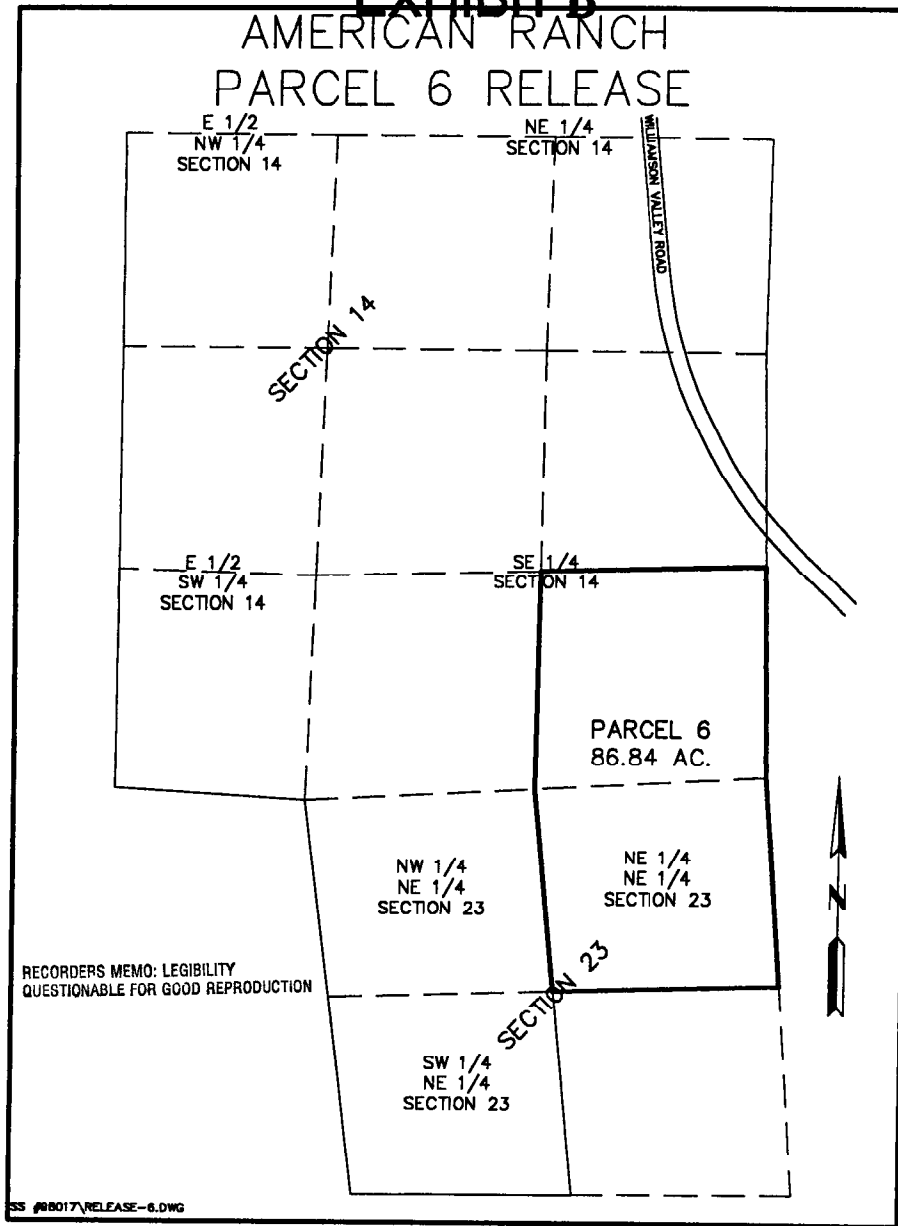 EXHIBIT B
AMERICAN RANCH
PARCEL 6 RELEASE
E 1/2
NW 1/4
SECTION 14
NE 1/4
SECTION 14
WILLIAMSON VALLEY ROAD
SECTION 14
E 1/2
SW 1/4
SECTION 14
SE 1/4
SECTION 14
PARCEL 6
86.84 AC.
NW 1/4
NE 1/4
SECTION 23
NE 1/4
NE 1/4
SECTION 23
N
RECORDERS MEMO: LEGIBILITY
QUESTIONABLE FOR GOOD REPRODUCTION
SECTION 23
SW 1/4
NE 1/4
SECTION 23
SS #98017\RELEASE-6.DWG